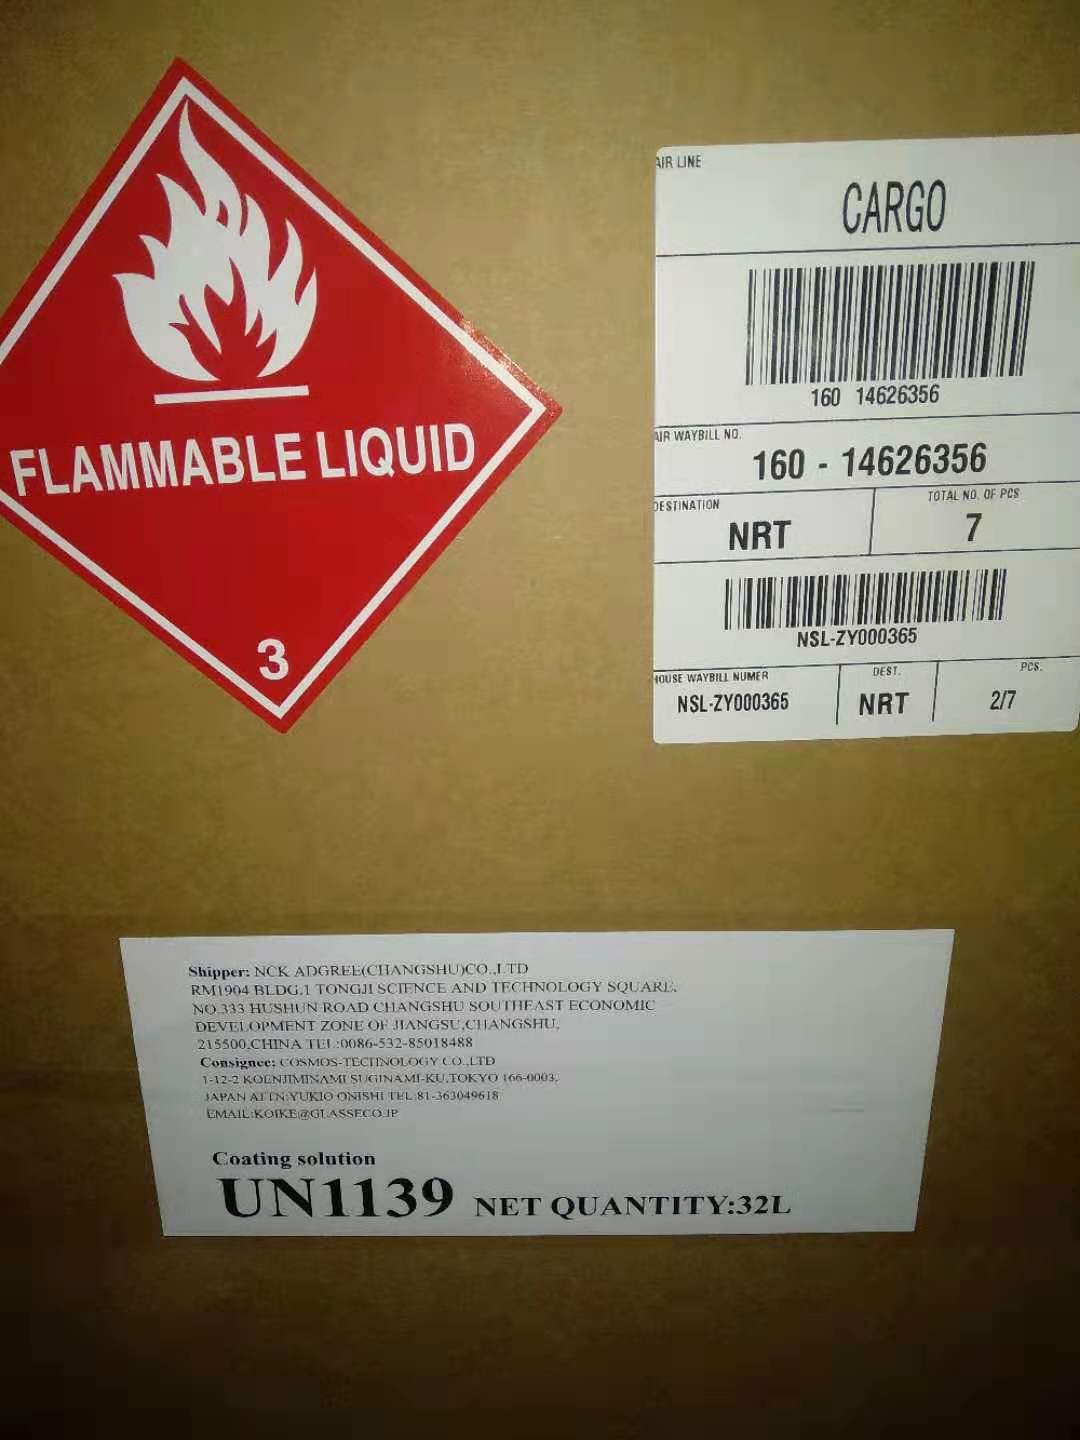 FLAMMABLE LIQUID
3
AIR LINE
CARGO
160 14626356
AIR WAYBILL NO.
160 - 14626356
DESTINATION
NRT
TOTAL NO. OF PCS
7
NSL-ZY000365
HOUSE WAYBILL NUMER
NSL-ZY000365
DEST.
NRT
PCS.
2/7
Shipper: NCK ADGREE(CHANGSHU)CO.,LTD
RM1904 BLDG.1 TONGJI SCIENCE AND TECHNOLOGY SQUARE,
NO.333 HUSHUN ROAD CHANGSHU SOUTHEAST ECONOMIC
DEVELOPMENT ZONE OF JIANGSU,CHANGSHU,
215500,CHINA TEL:0086-532-85018488
Consignee: COSMOS-TECHNOLOGY CO.,LTD
1-12-2 KOENJIMINAMI SUGINAMI-KU,TOKYO 166-0003,
JAPAN ATTN:YUKIO ONISHI TEL:81-363049618
EMAIL:KOIKE@GLASSECO.JP
Coating solution
UN1139 NET QUANTITY:32L